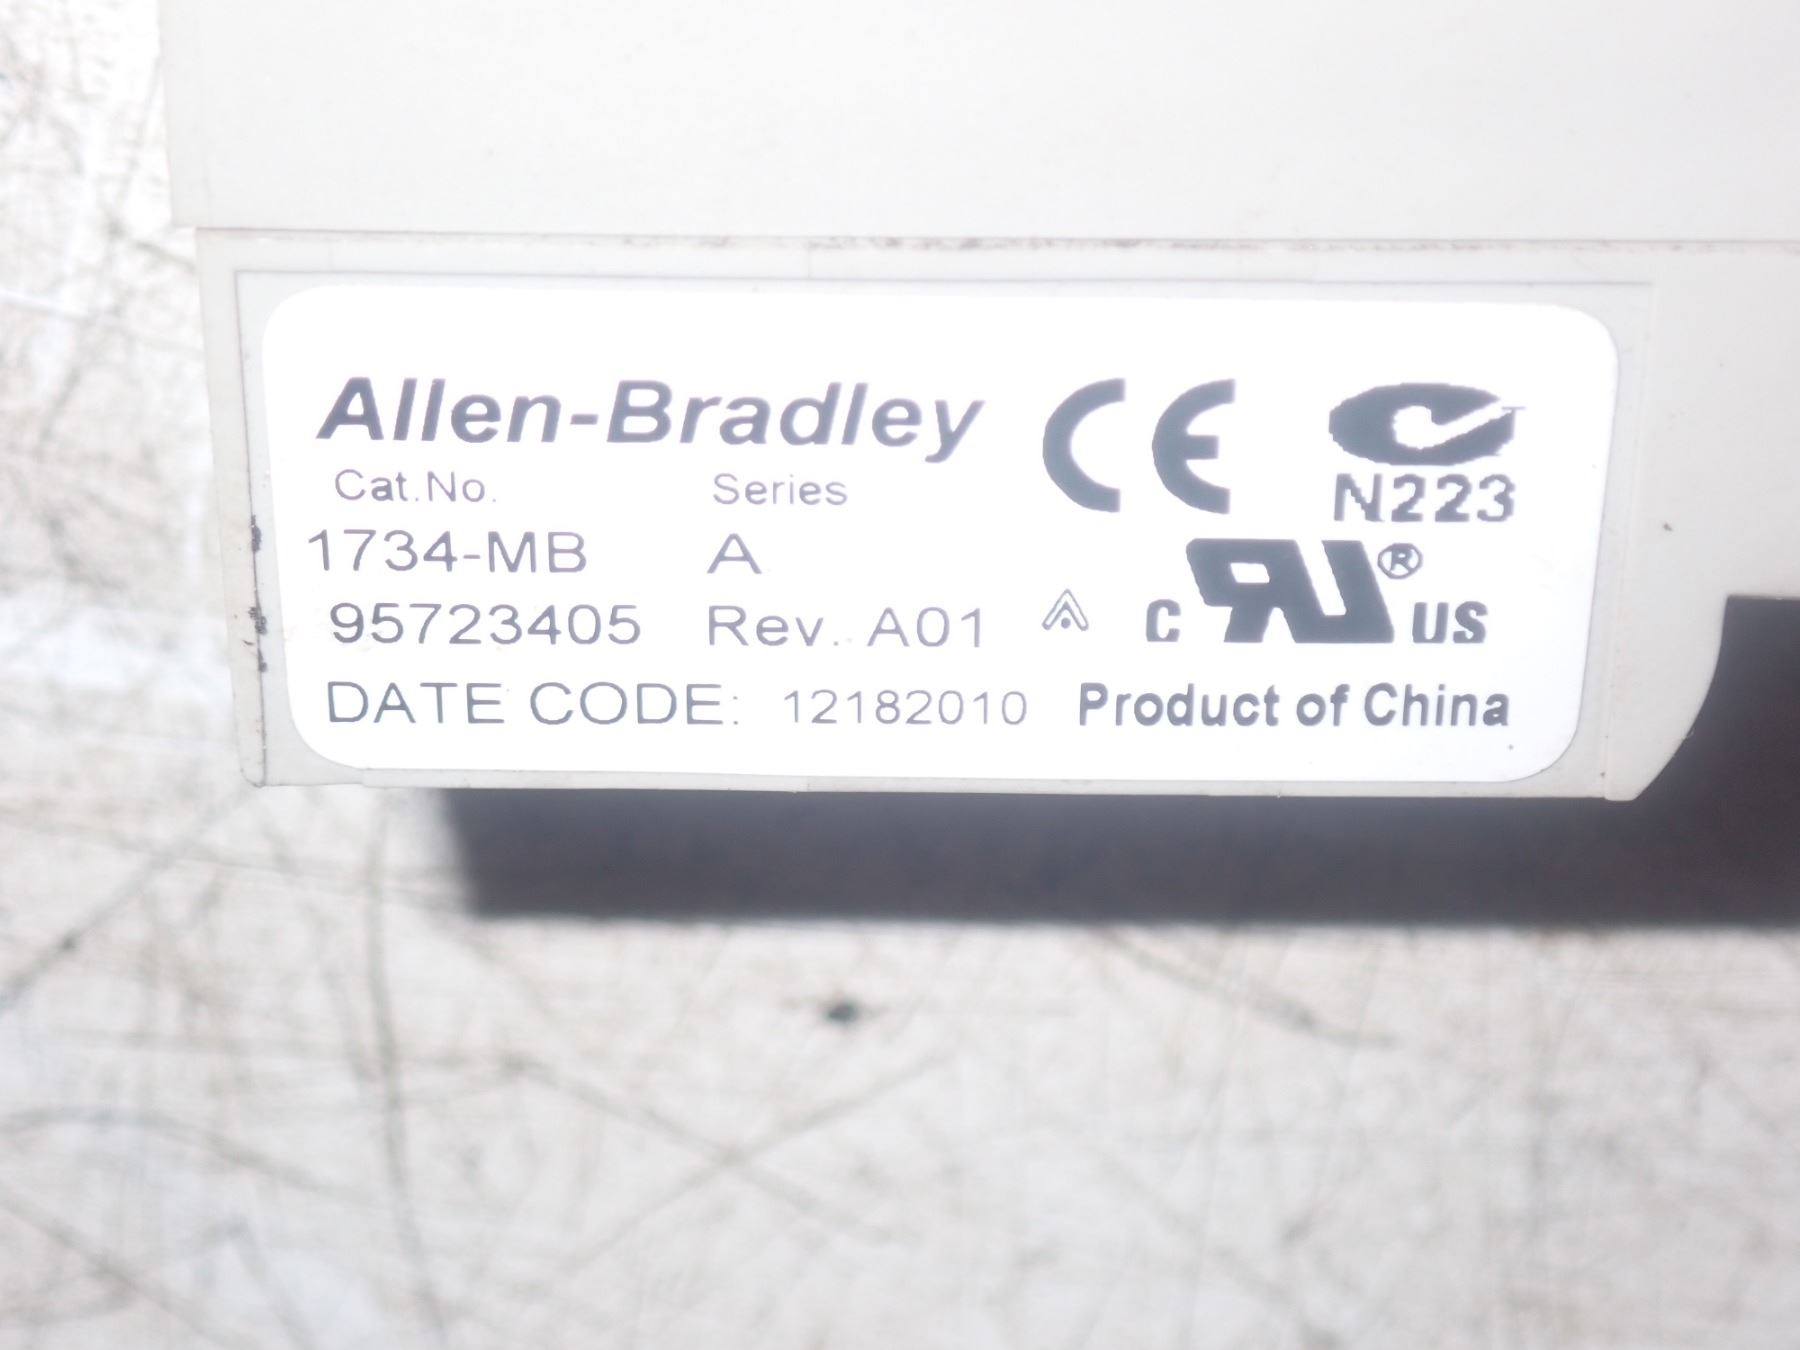 Allen-Bradley CE
Cat.No. Series N223
1734-MB A
95723405 Rev. A01 C RU® US
DATE CODE: 12182010 Product of China